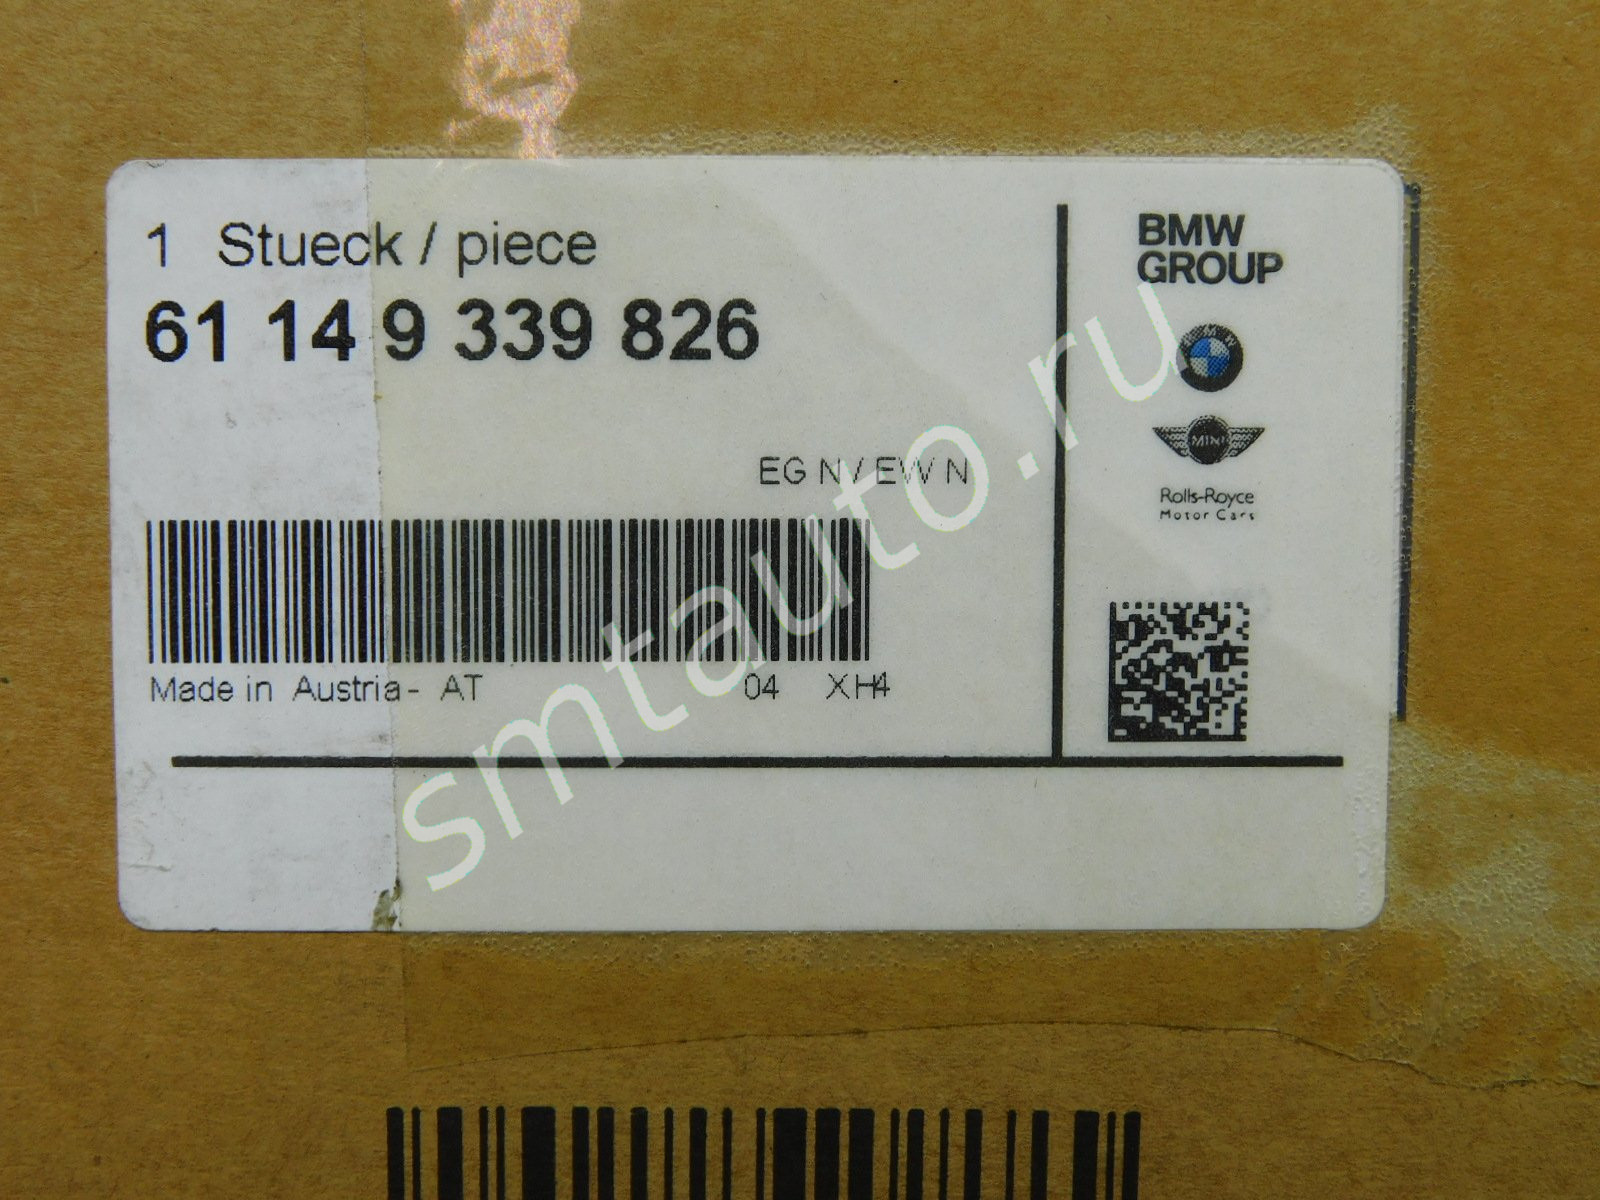 1 Stueck / piece
61 14 9 339 826
EG N / EW N
Made in Austria - AT 04 XH4
BMW
GROUP
MINI
Rolls-Royce
Motor Cars
smtauto.ru